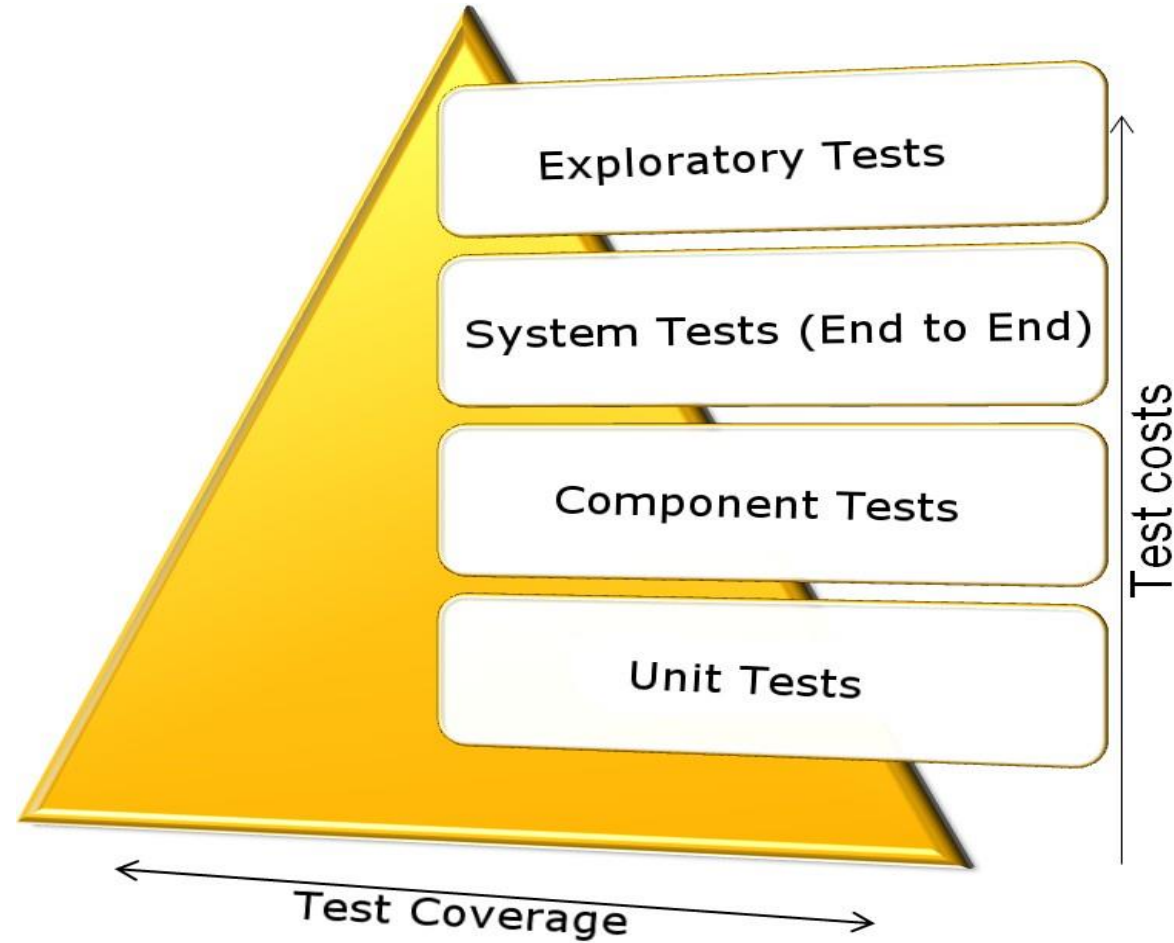 Exploratory Tests
System Tests (End to End)
Component Tests
Unit Tests
Test costs
Test Coverage